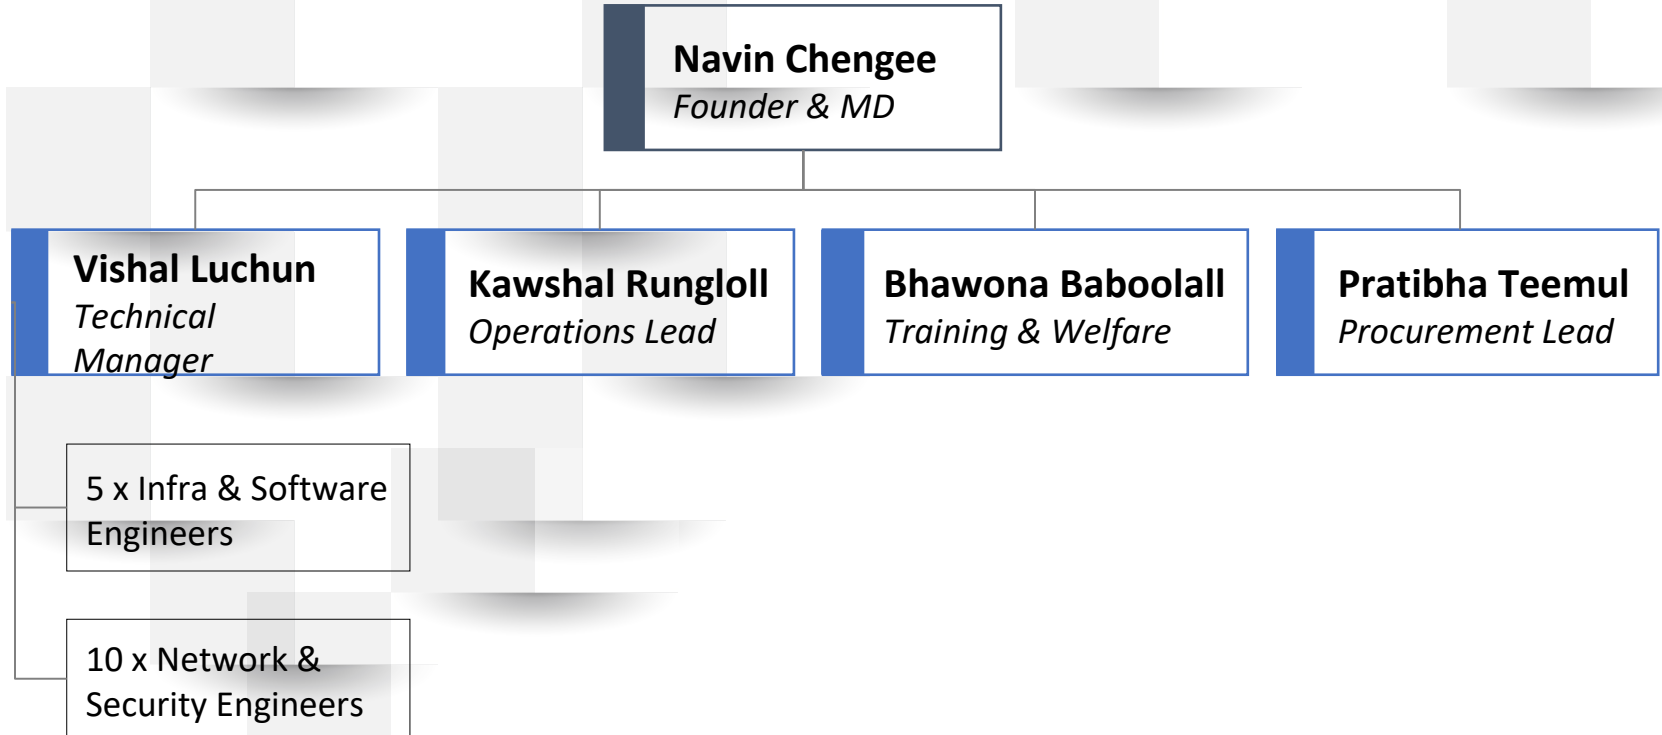 Navin Chengee
Founder & MD
Vishal Luchun
Technical
Manager
Kawshal Rungloll
Operations Lead
Bhawona Baboolall
Training & Welfare
Pratibha Teemul
Procurement Lead
5 x Infra & Software
Engineers
10 x Network &
Security Engineers